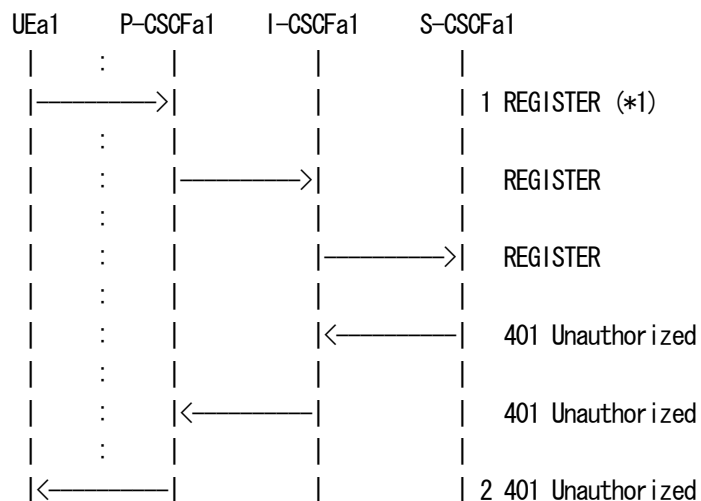 UEa1 P-CSCFa1 I-CSCFa1 S-CSCFa1
| : | | |
|----------->| | | 1 REGISTER (*1)
| : | | |
| : |----------->| | REGISTER
| : | | |
| : | |----------->| REGISTER
| : | | |
| : | |<-----------| 401 Unauthorized
| : | | |
| : |<-----------| | 401 Unauthorized
| : | | |
|<-----------| | | 2 401 Unauthorized